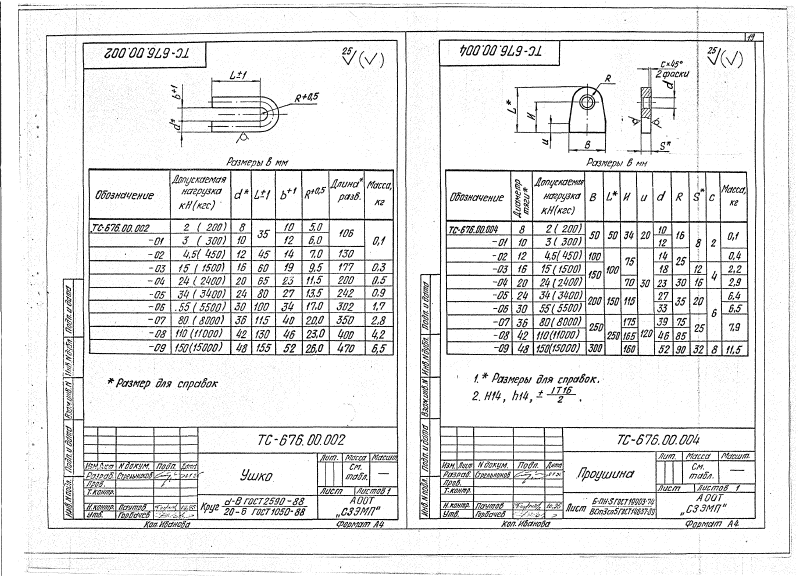 19
ТС-676.00.002
25
L±1
b+1
d*
R+0,5
Размеры в мм
Обозначение Допускаемая нагрузка кН(кгс) d* L±1 b+1 R+0,5 Длина* разв. Масса, кг
ТС-676.00.002 2 (200) 8 35 10 5,0 106 0,1
-01 3 (300) 10 12 6,0
-02 4,5(450) 12 45 14 7,0 130
-03 15 (1500) 16 60 19 9,5 177 0,3
-04 24 (2400) 20 65 23 11,5 200 0,5
-05 34 (3400) 24 80 27 13,5 242 0,9
-06 55 (5500) 30 100 34 17,0 302 1,7
-07 80 (8000) 36 115 40 20,0 350 2,8
-08 110(11000) 42 130 46 23,0 400 4,2
-09 150(15000) 48 155 52 26,0 470 6,5
* Размер для справок
ТС-676.00.002
Ушко
Лит. Масса Масшт.
См. табл. —
Изм. Лист N докум. Подп. Дата
Разраб. Стрельников
Пров.
Т.контр.
Н.контр. Паутов
Утв. Горбачев
Лист Листов 1
Круг d-В ГОСТ 2590-88
20-б ГОСТ 1050-88
АООТ
„СЗЭМП"
Коп. Иванова Формат А4
Инв.N подл. Подп. и дата Взам.инв.N Инв.N дубл. Подп. и дата
ТС-676.00.004
25
c×45°
2 фаски
R
L*
И
и
В
d
S*
Размеры в мм
Обозначение Диаметр тяги* Допускаемая нагрузка кН(кгс) В L* И и d R S* c Масса, кг
ТС-676.00.004 8 2 (200) 50 50 34 20 10 16 8 2 0,1
-01 10 3 (300) 12
-02 12 4,5(450) 100 100 75 30 14 25 0,4
-03 16 15(1500) 150 18 12 4 2,2
-04 20 24(2400) 70 23 30 16 2,9
-05 24 34(3400) 200 150 115 27 35 20 6 6,4
-06 30 55(5500) 33 6,5
-07 36 80(8000) 250 250 175 120 39 75 25 7,9
-08 42 110(11000) 165 46 85
-09 48 150(15000) 300 160 52 90 32 8 11,5
1.* Размеры для справок.
2. H14, h14, ± IT16/2.
ТС-676.00.004
Проушина
Лит. Масса Масшт.
См. табл. —
Изм. Лист N докум. Подп. Дата
Разраб. Стрельников
Пров.
Т.контр.
Н.контр. Паутов
Утв. Горбачев
Лист Листов 1
Лист Б-ПН-S ГОСТ 19903-74
ВСт3сп5 ГОСТ 14637-89
АООТ
„СЗЭМП"
Коп. Иванова Формат А4
Инв.N подл. Подп. и дата Взам.инв.N Инв.N дубл. Подп. и дата